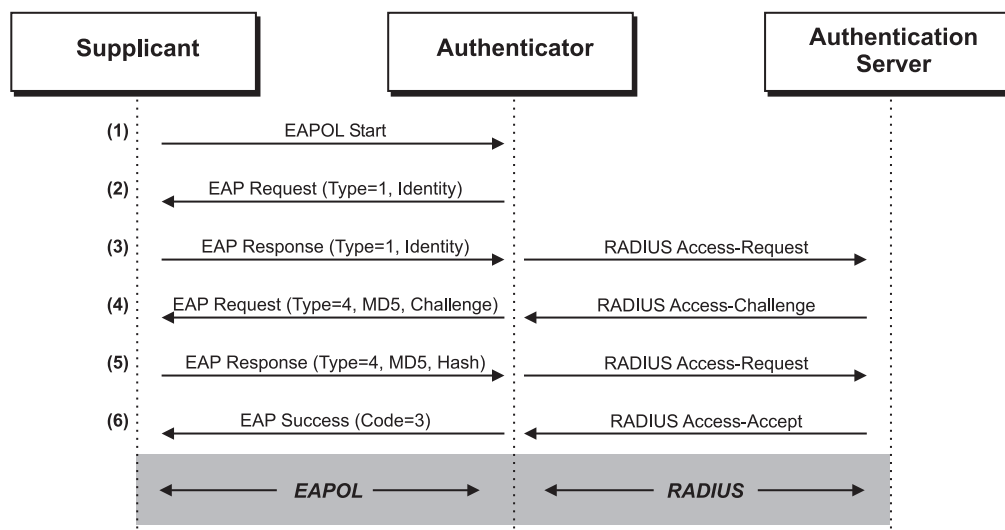 Supplicant
Authenticator
Authentication
Server
(1)
EAPOL Start
(2)
EAP Request (Type=1, Identity)
(3)
EAP Response (Type=1, Identity)
RADIUS Access-Request
(4)
EAP Request (Type=4, MD5, Challenge)
RADIUS Access-Challenge
(5)
EAP Response (Type=4, MD5, Hash)
RADIUS Access-Request
(6)
EAP Success (Code=3)
RADIUS Access-Accept
EAPOL
RADIUS